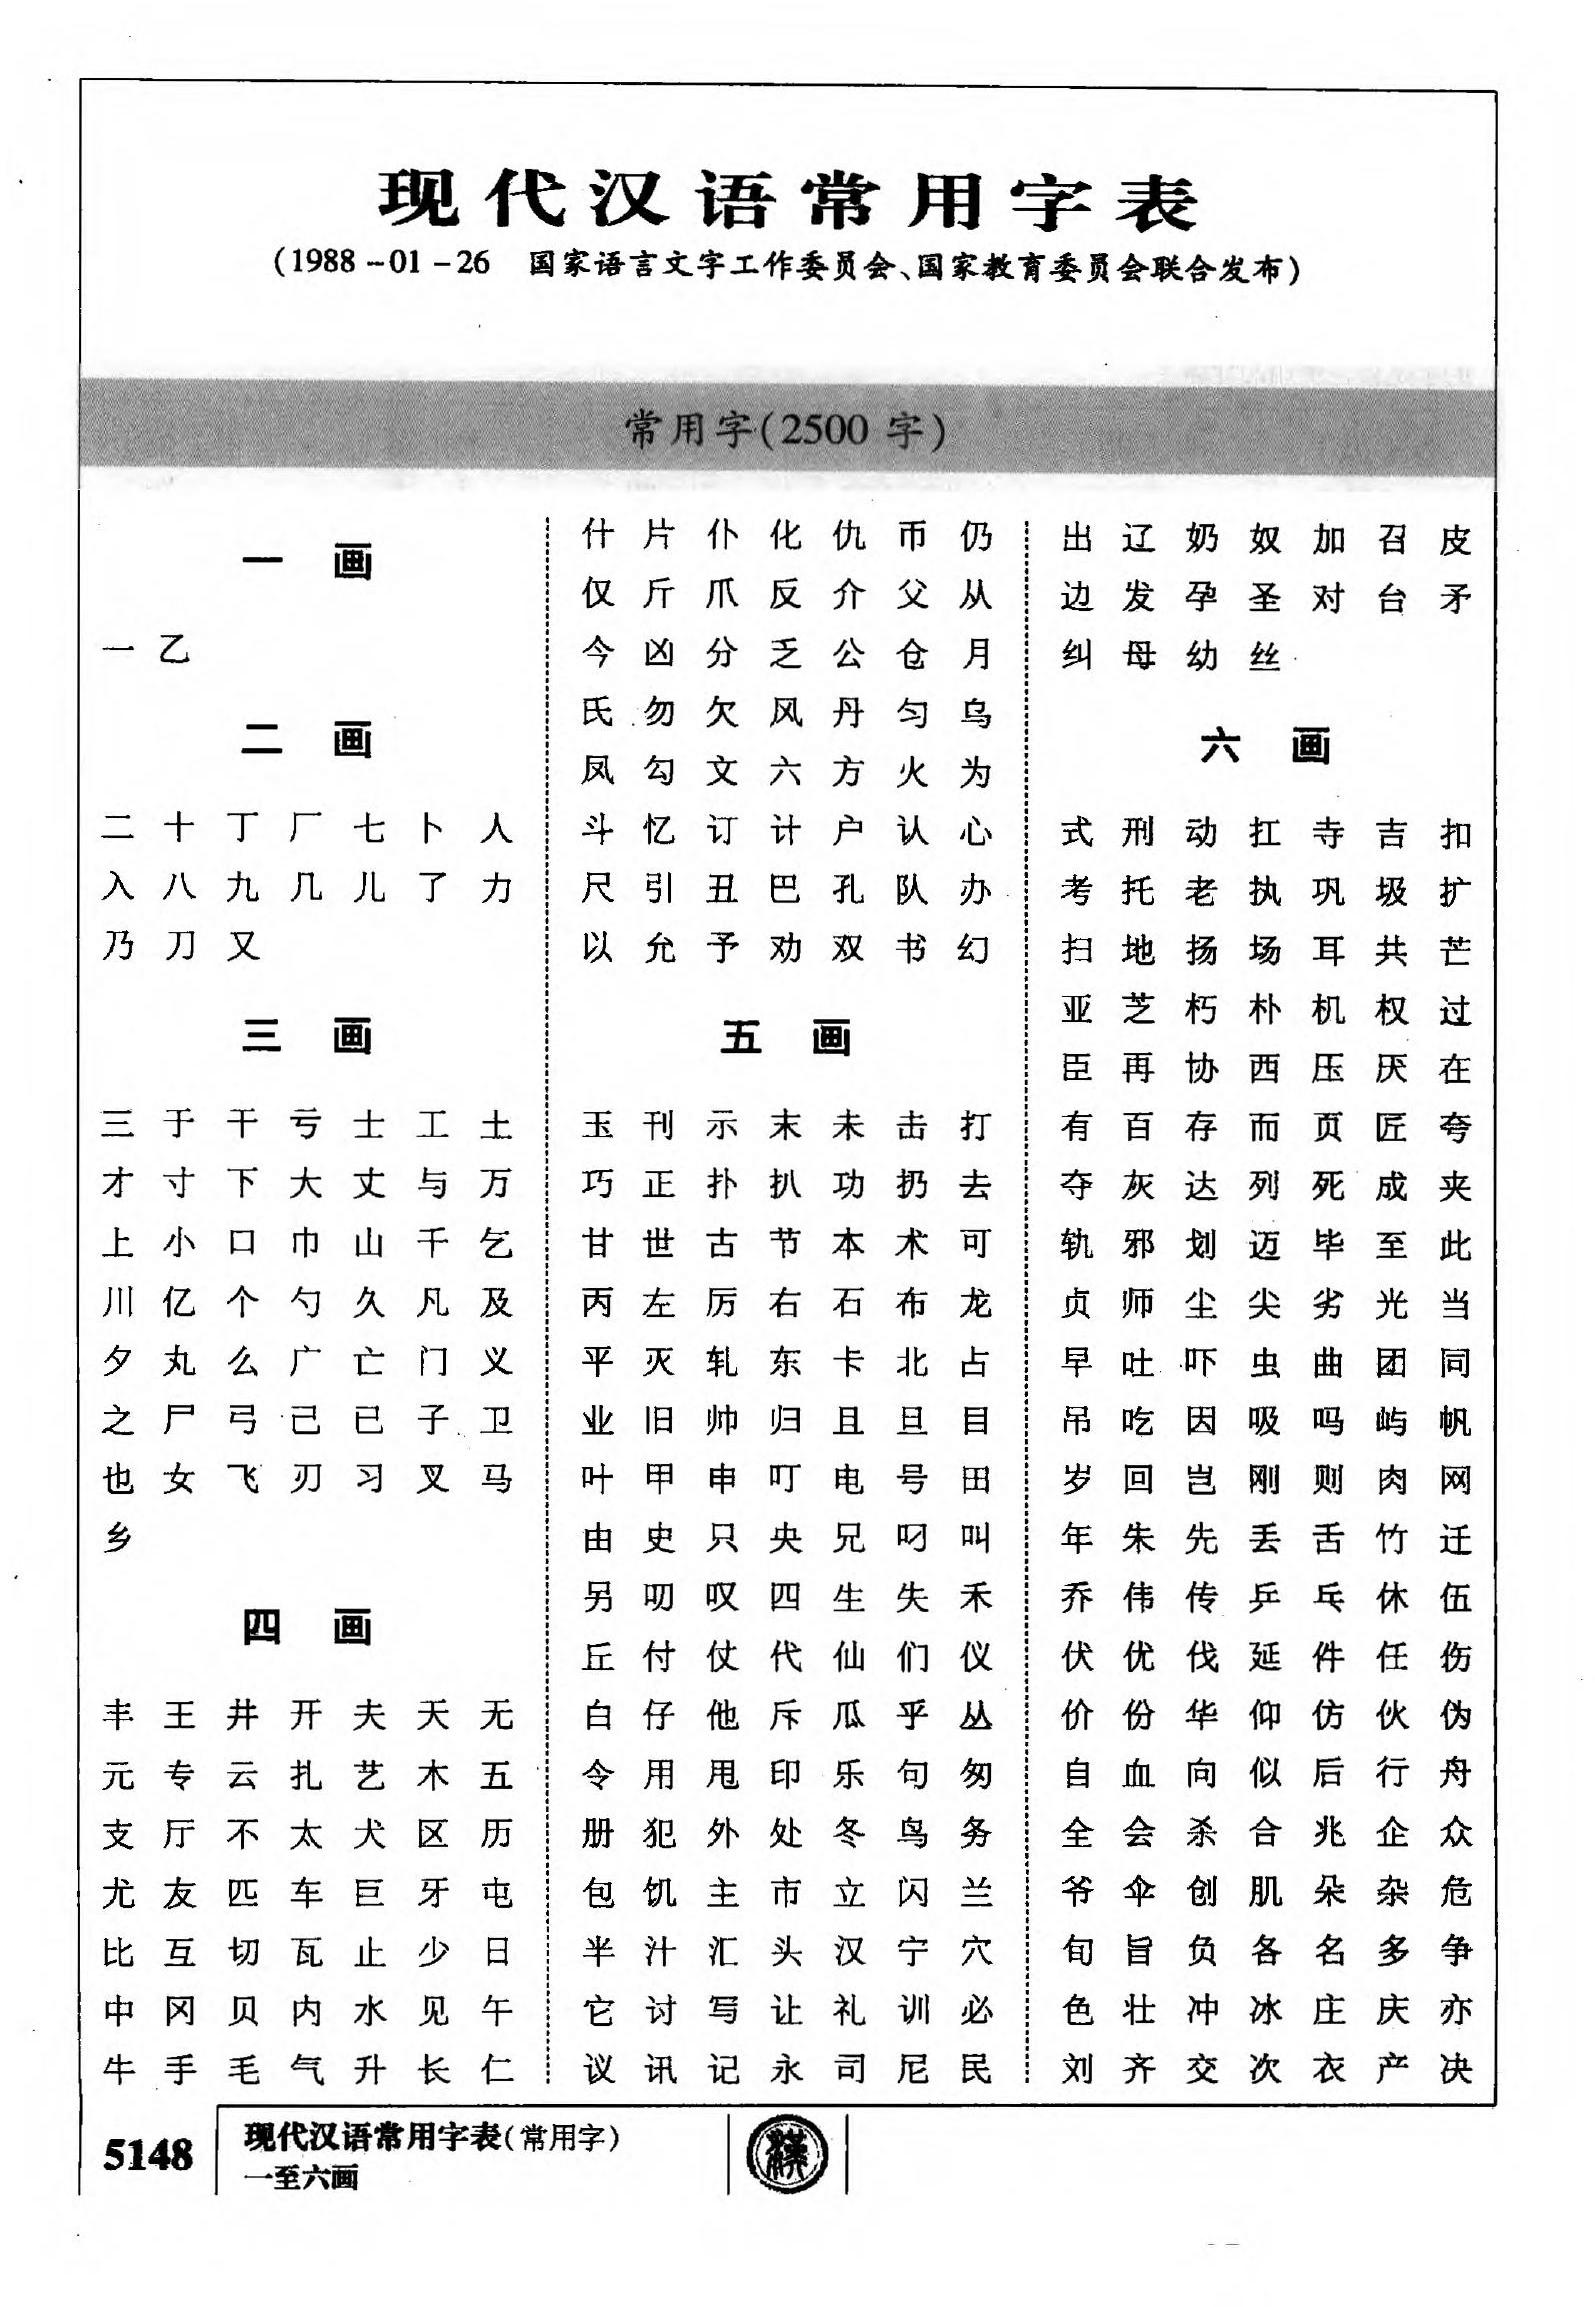 现代汉语常用字表
(1988-01-26 国家语言文字工作委员会、国家教育委员会联合发布)
常用字(2500 字)
一 画
一 乙
二 画
二 十 丁 厂 七 卜 人
入 八 九 几 儿 了 力
乃 刀 又
三 画
三 于 干 亏 士 工 土
才 寸 下 大 丈 与 万
上 小 口 巾 山 千 乞
川 亿 个 勺 久 凡 及
夕 丸 么 广 亡 门 义
之 尸 弓 己 已 子 卫
也 女 飞 刃 习 叉 马
乡
四 画
丰 王 井 开 夫 天 无
元 专 云 扎 艺 木 五
支 厅 不 太 犬 区 历
尤 友 匹 车 巨 牙 屯
比 互 切 瓦 止 少 日
中 冈 贝 内 水 见 午
牛 手 毛 气 升 长 仁
什 片 仆 化 仇 币 仍
仅 斤 爪 反 介 父 从
今 凶 分 乏 公 仓 月
氏 勿 欠 风 丹 匀 乌
凤 勾 文 六 方 火 为
斗 忆 订 计 户 认 心
尺 引 丑 巴 孔 队 办
以 允 予 劝 双 书 幻
五 画
玉 刊 示 末 未 击 打
巧 正 扑 扒 功 扔 去
甘 世 古 节 本 术 可
丙 左 厉 右 石 布 龙
平 灭 轧 东 卡 北 占
业 旧 帅 归 且 旦 目
叶 甲 申 叮 电 号 田
由 史 只 央 兄 叼 叫
另 叨 叹 四 生 失 禾
丘 付 仗 代 仙 们 仪
白 仔 他 斥 瓜 乎 丛
令 用 甩 印 乐 句 匆
册 犯 外 处 冬 鸟 务
包 饥 主 市 立 闪 兰
半 汁 汇 头 汉 宁 穴
它 讨 写 让 礼 训 必
议 讯 记 永 司 尼 民
出 辽 奶 奴 加 召 皮
边 发 孕 圣 对 台 矛
纠 母 幼 丝
六 画
式 刑 动 扛 寺 吉 扣
考 托 老 执 巩 圾 扩
扫 地 扬 场 耳 共 芒
亚 芝 朽 朴 机 权 过
臣 再 协 西 压 厌 在
有 百 存 而 页 匠 夸
夺 灰 达 列 死 成 夹
轨 邪 划 迈 毕 至 此
贞 师 尘 尖 劣 光 当
早 吐 吓 虫 曲 团 同
吊 吃 因 吸 吗 屿 帆
岁 回 岂 刚 则 肉 网
年 朱 先 丢 舌 竹 迁
乔 伟 传 乒 乓 休 伍
伏 优 伐 延 件 任 伤
价 份 华 仰 仿 伙 伪
自 血 向 似 后 行 舟
全 会 杀 合 兆 企 众
爷 伞 创 肌 朵 杂 危
旬 旨 负 各 名 多 争
色 壮 冲 冰 庄 庆 亦
刘 齐 交 次 衣 产 决
5148
现代汉语常用字表(常用字)
一至六画